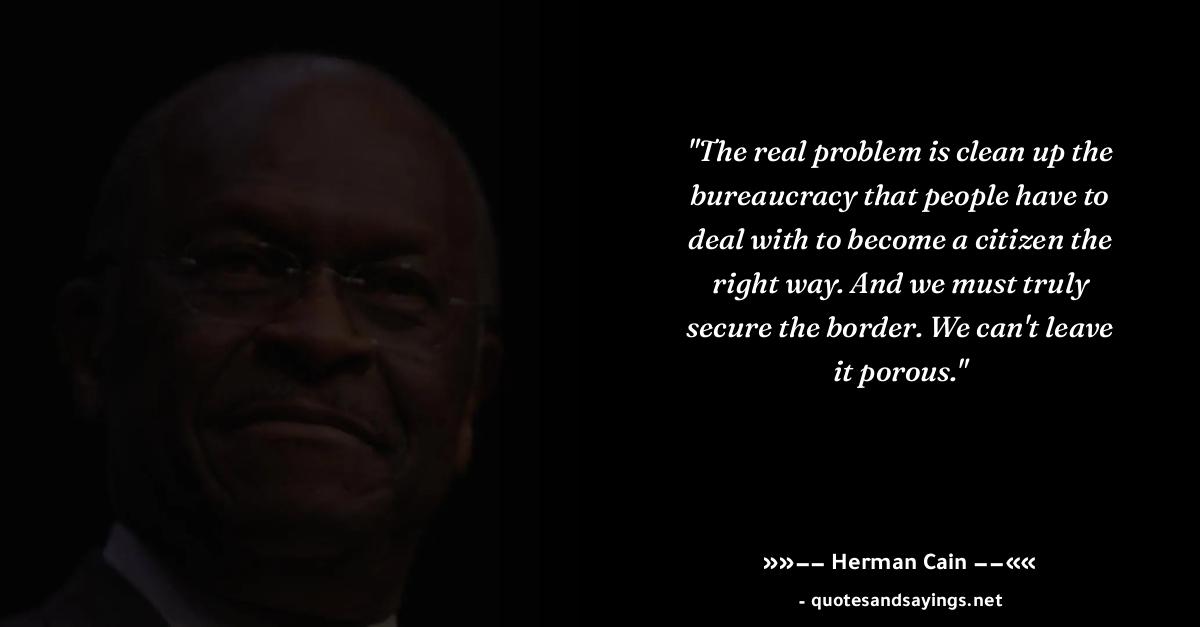 "The real problem is clean up the
bureaucracy that people have to
deal with to become a citizen the
right way. And we must truly
secure the border. We can't leave
it porous."
»»−− Herman Cain −−««
- quotesandsayings.net